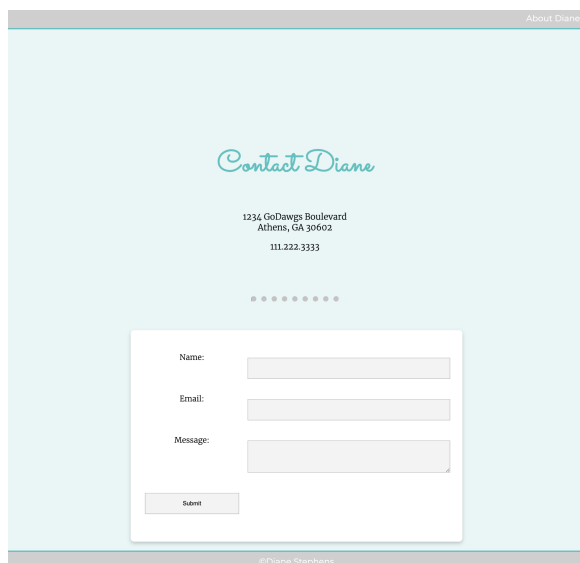 About Diane
Contact Diane
1234 GoDawgs Boulevard
Athens, GA 30602
111.222.3333
Name:
Email:
Message:
Submit
©Diane Stephens